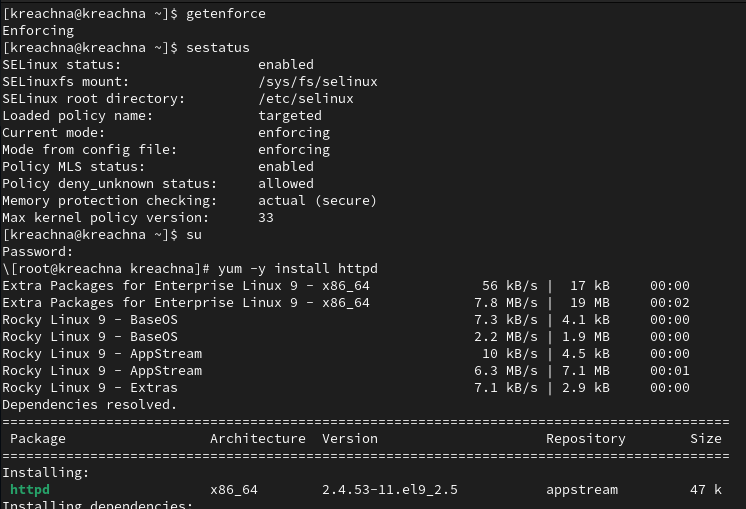 [kreachna@kreachna ~]$ getenforce
Enforcing
[kreachna@kreachna ~]$ sestatus
SELinux status:                 enabled
SELinuxfs mount:                /sys/fs/selinux
SELinux root directory:         /etc/selinux
Loaded policy name:             targeted
Current mode:                   enforcing
Mode from config file:          enforcing
Policy MLS status:              enabled
Policy deny_unknown status:     allowed
Memory protection checking:     actual (secure)
Max kernel policy version:      33
[kreachna@kreachna ~]$ su
Password:
\[root@kreachna kreachna]# yum -y install httpd
Extra Packages for Enterprise Linux 9 - x86_64              56 kB/s |  17 kB     00:00
Extra Packages for Enterprise Linux 9 - x86_64             7.8 MB/s |  19 MB     00:02
Rocky Linux 9 - BaseOS                                     7.3 kB/s | 4.1 kB     00:00
Rocky Linux 9 - BaseOS                                     2.2 MB/s | 1.9 MB     00:00
Rocky Linux 9 - AppStream                                   10 kB/s | 4.5 kB     00:00
Rocky Linux 9 - AppStream                                  6.3 MB/s | 7.1 MB     00:01
Rocky Linux 9 - Extras                                     7.1 kB/s | 2.9 kB     00:00
Dependencies resolved.
===========================================================================================
 Package                  Architecture  Version                     Repository        Size
===========================================================================================
Installing:
 httpd                    x86_64        2.4.53-11.el9_2.5           appstream         47 k
Installing dependencies: